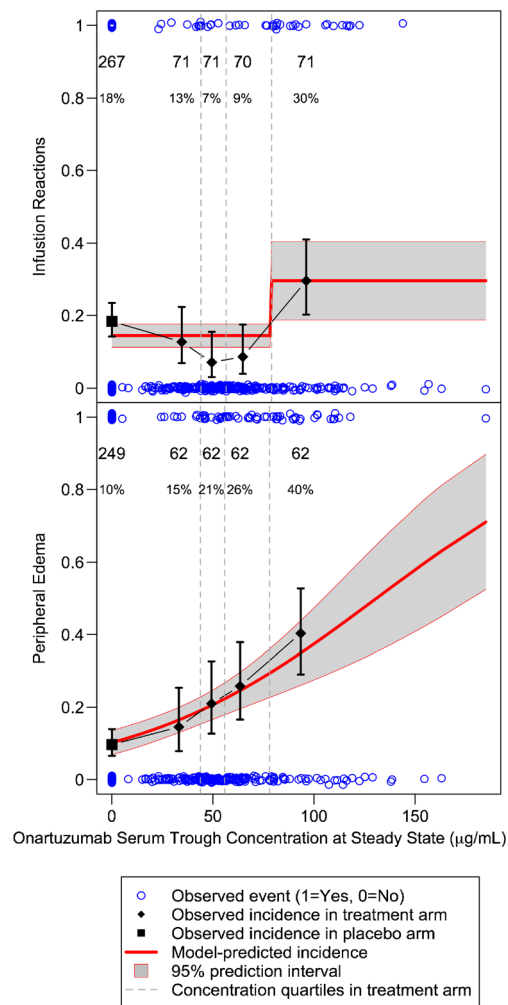 1
267 71 71 70 71
18% 13% 7% 9% 30%
0.8
0.6
0.4
0.2
0
Infustion Reactions
1
249 62 62 62 62
10% 15% 21% 26% 40%
0.8
0.6
0.4
0.2
0
Peripheral Edema
0 50 100 150
Onartuzumab Serum Trough Concentration at Steady State (µg/mL)
Observed event (1=Yes, 0=No)
Observed incidence in treatment arm
Observed incidence in placebo arm
Model-predicted incidence
95% prediction interval
Concentration quartiles in treatment arm